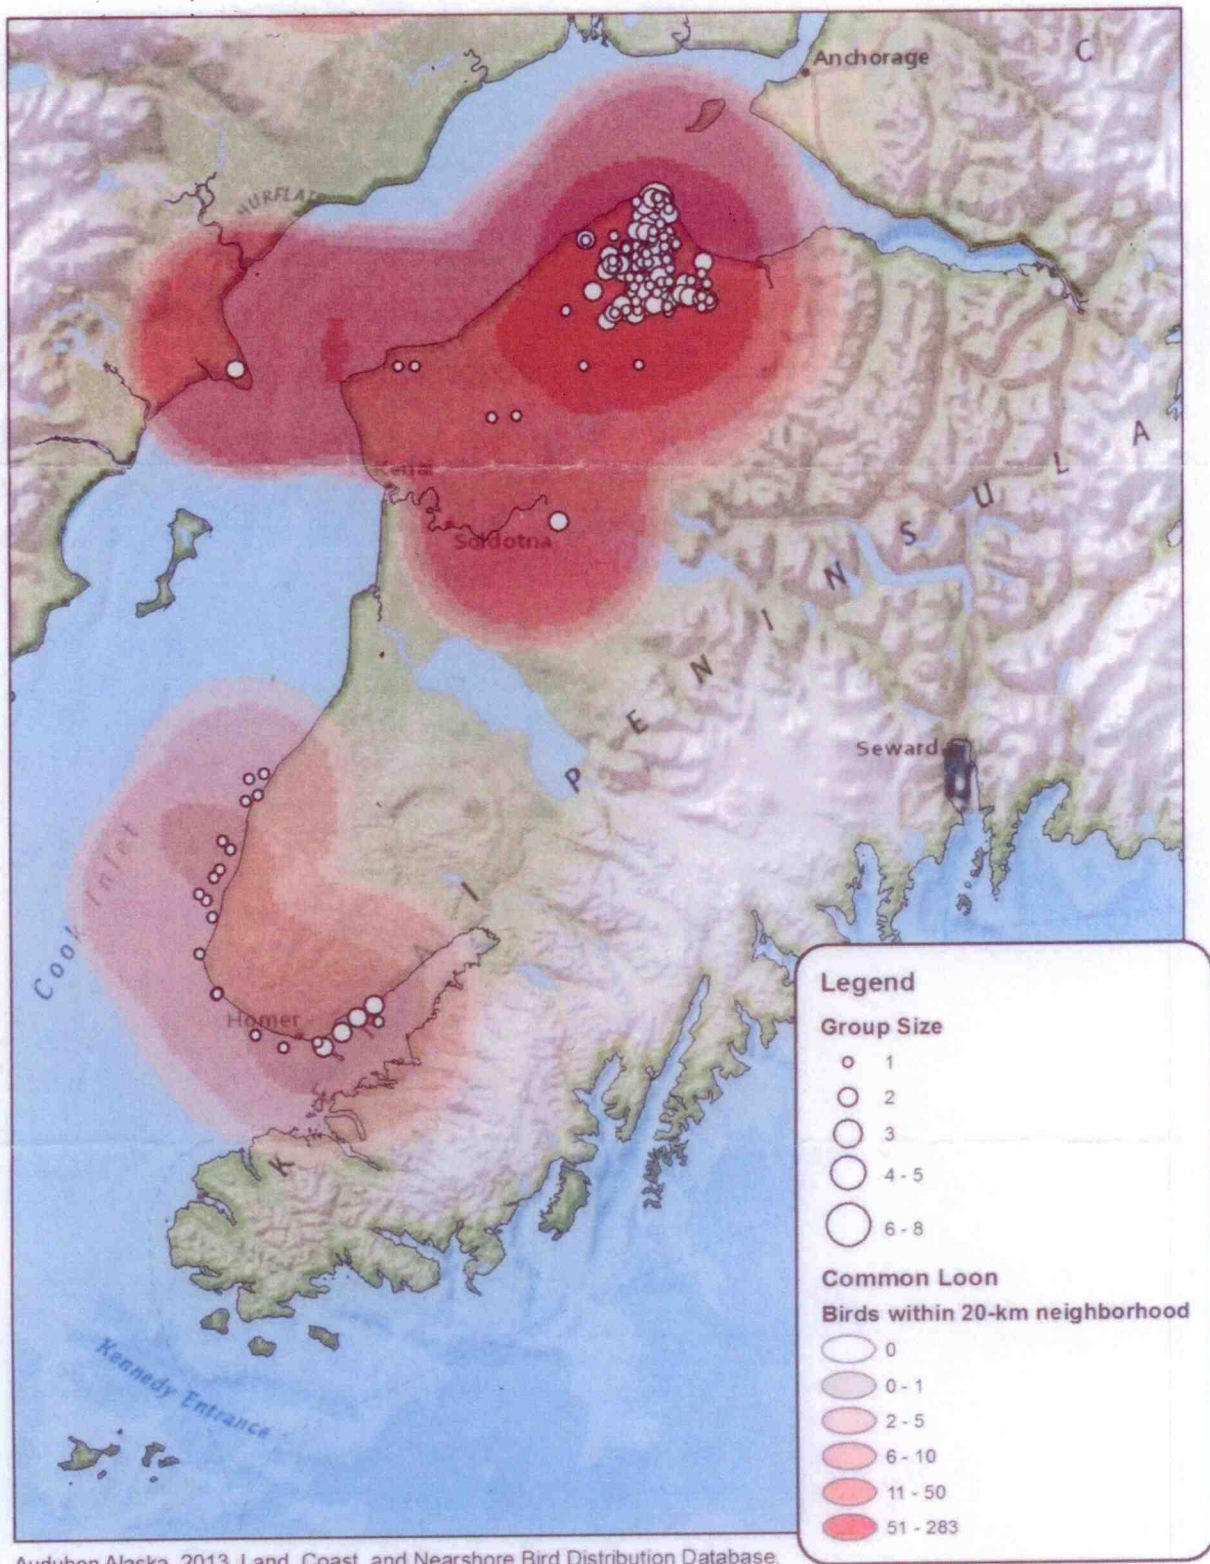 Anchorage
C
Kenai
Soldotna
K A I
P E N I N S U L A
Seward
Cook Inlet
Homer
Kennedy Entrance
Legend
Group Size
1
2
3
4 - 5
6 - 8
Common Loon
Birds within 20-km neighborhood
0
0 - 1
2 - 5
6 - 10
11 - 50
51 - 283
Audubon Alaska. 2013. Land, Coast, and Nearshore Bird Distribution Database.